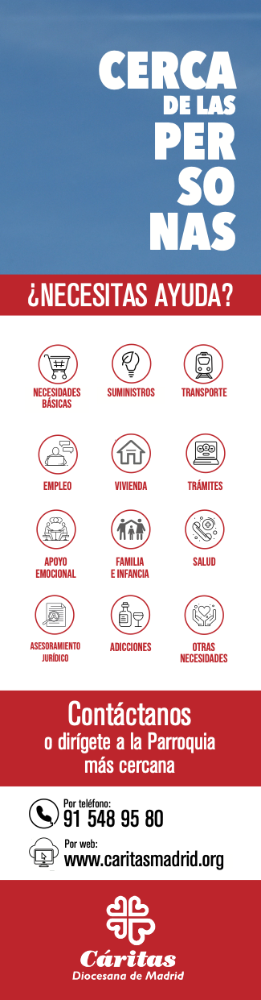 CERCA
DE LAS
PER
SO
NAS
¿NECESITAS AYUDA?
NECESIDADES
BÁSICAS
SUMINISTROS
TRANSPORTE
EMPLEO
VIVIENDA
TRÁMITES
APOYO
EMOCIONAL
FAMILIA
E INFANCIA
SALUD
ASESORAMIENTO
JURÍDICO
ADICCIONES
OTRAS
NECESIDADES
Contáctanos
o dirígete a la Parroquia
más cercana
Por teléfono:
91 548 95 80
Por web:
www.caritasmadrid.org
Cáritas
Diocesana de Madrid